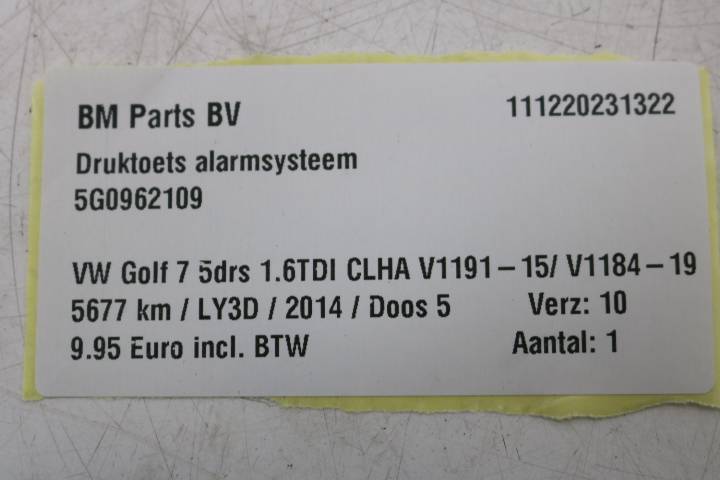 BM Parts BV 111220231322
Druktoets alarmsysteem
5G0962109
VW Golf 7 5drs 1.6TDI CLHA V1191-15/ V1184-19
5677 km / LY3D / 2014 / Doos 5 Verz: 10
9.95 Euro incl. BTW Aantal: 1